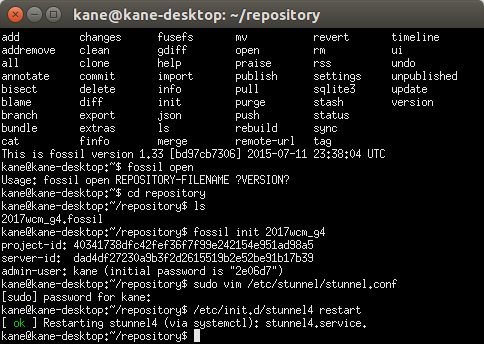 kane@kane-desktop: ~/repository
add changes fusefs mv revert timeline
addremove clean gdiff open rm ui
all clone help praise rss undo
annotate commit import publish settings unpublished
bisect delete info pull sqlite3 update
blame diff init purge stash version
branch export json push status
bundle extras ls rebuild sync
cat finfo merge remote-url tag
This is fossil version 1.33 [bd97cb7306] 2015-07-11 23:38:04 UTC
kane@kane-desktop:~$ fossil open
Usage: fossil open REPOSITORY-FILENAME ?VERSION?
kane@kane-desktop:~$ cd repository
kane@kane-desktop:~/repository$ ls
2017wcm_g4.fossil
kane@kane-desktop:~/repository$ fossil init 2017wcm_g4
project-id: 40341738dfc42fef36f7f99e242154e951ad98a5
server-id:  dad4df27230a9b3f2d2615519b2e52be91b17b39
admin-user: kane (initial password is "2e06d7")
kane@kane-desktop:~/repository$ sudo vim /etc/stunnel/stunnel.conf
[sudo] password for kane:
kane@kane-desktop:~/repository$ /etc/init.d/stunnel4 restart
[ ok ] Restarting stunnel4 (via systemctl): stunnel4.service.
kane@kane-desktop:~/repository$